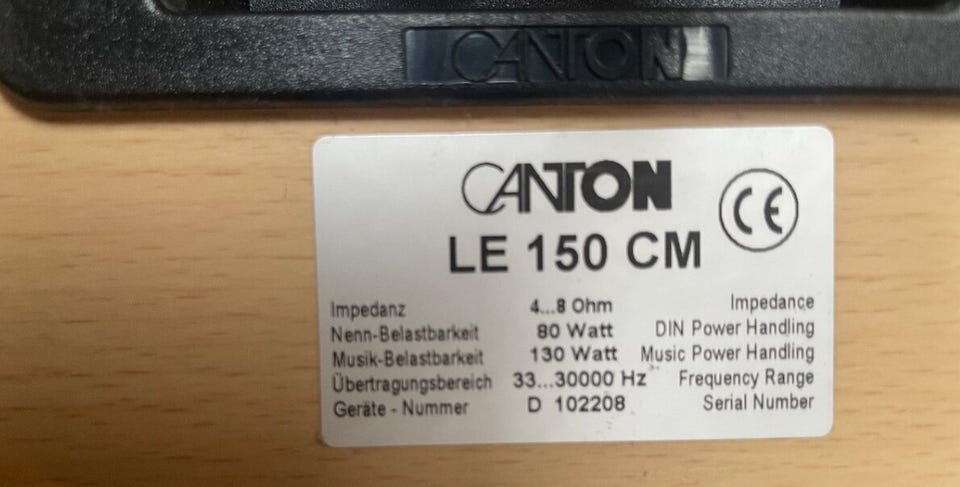 CANTON
CANTON
CE
LE 150 CM
Impedanz 4...8 Ohm Impedance
Nenn-Belastbarkeit 80 Watt DIN Power Handling
Musik-Belastbarkeit 130 Watt Music Power Handling
Übertragungsbereich 33...30000 Hz Frequency Range
Geräte - Nummer D 102208 Serial Number